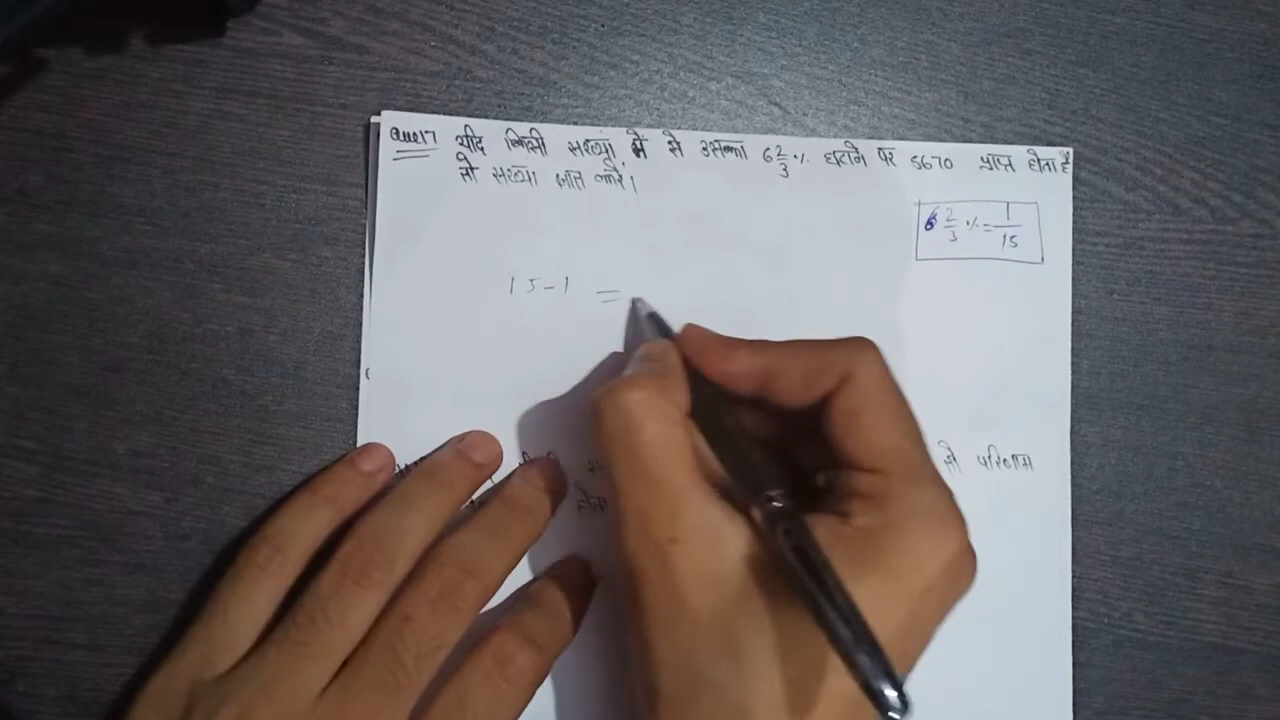 Que17 यदि किसी संख्या में से उसका 6 2/3 % घटाने पर 5670 प्राप्त होता है
तो संख्या ज्ञात करें।
6 2/3 % = 1/15
15-1 =
तो परिणाम
होता